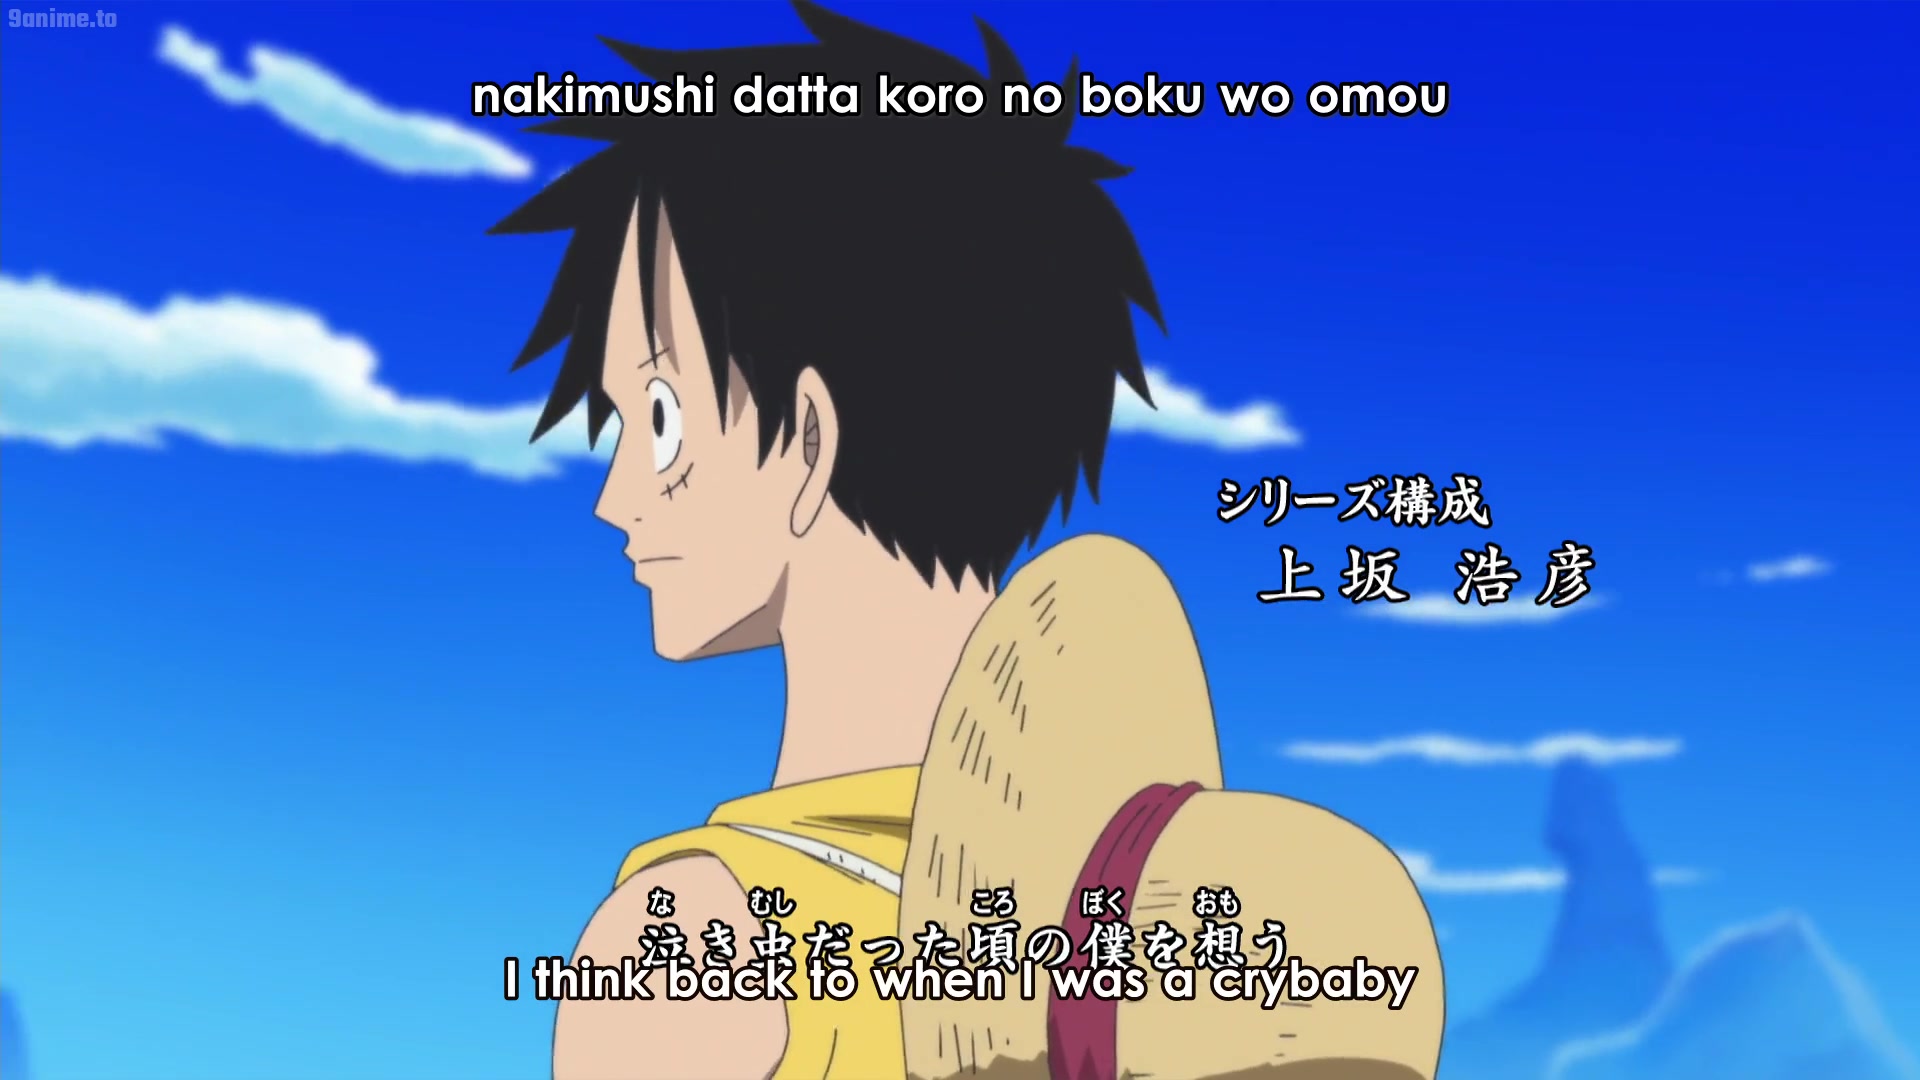 9anime.to
nakimushi datta koro no boku wo omou
シリーズ構成
上坂 浩彦
な むし ころ ぼく おも
泣き虫だった頃の僕を想う
I think back to when I was a crybaby